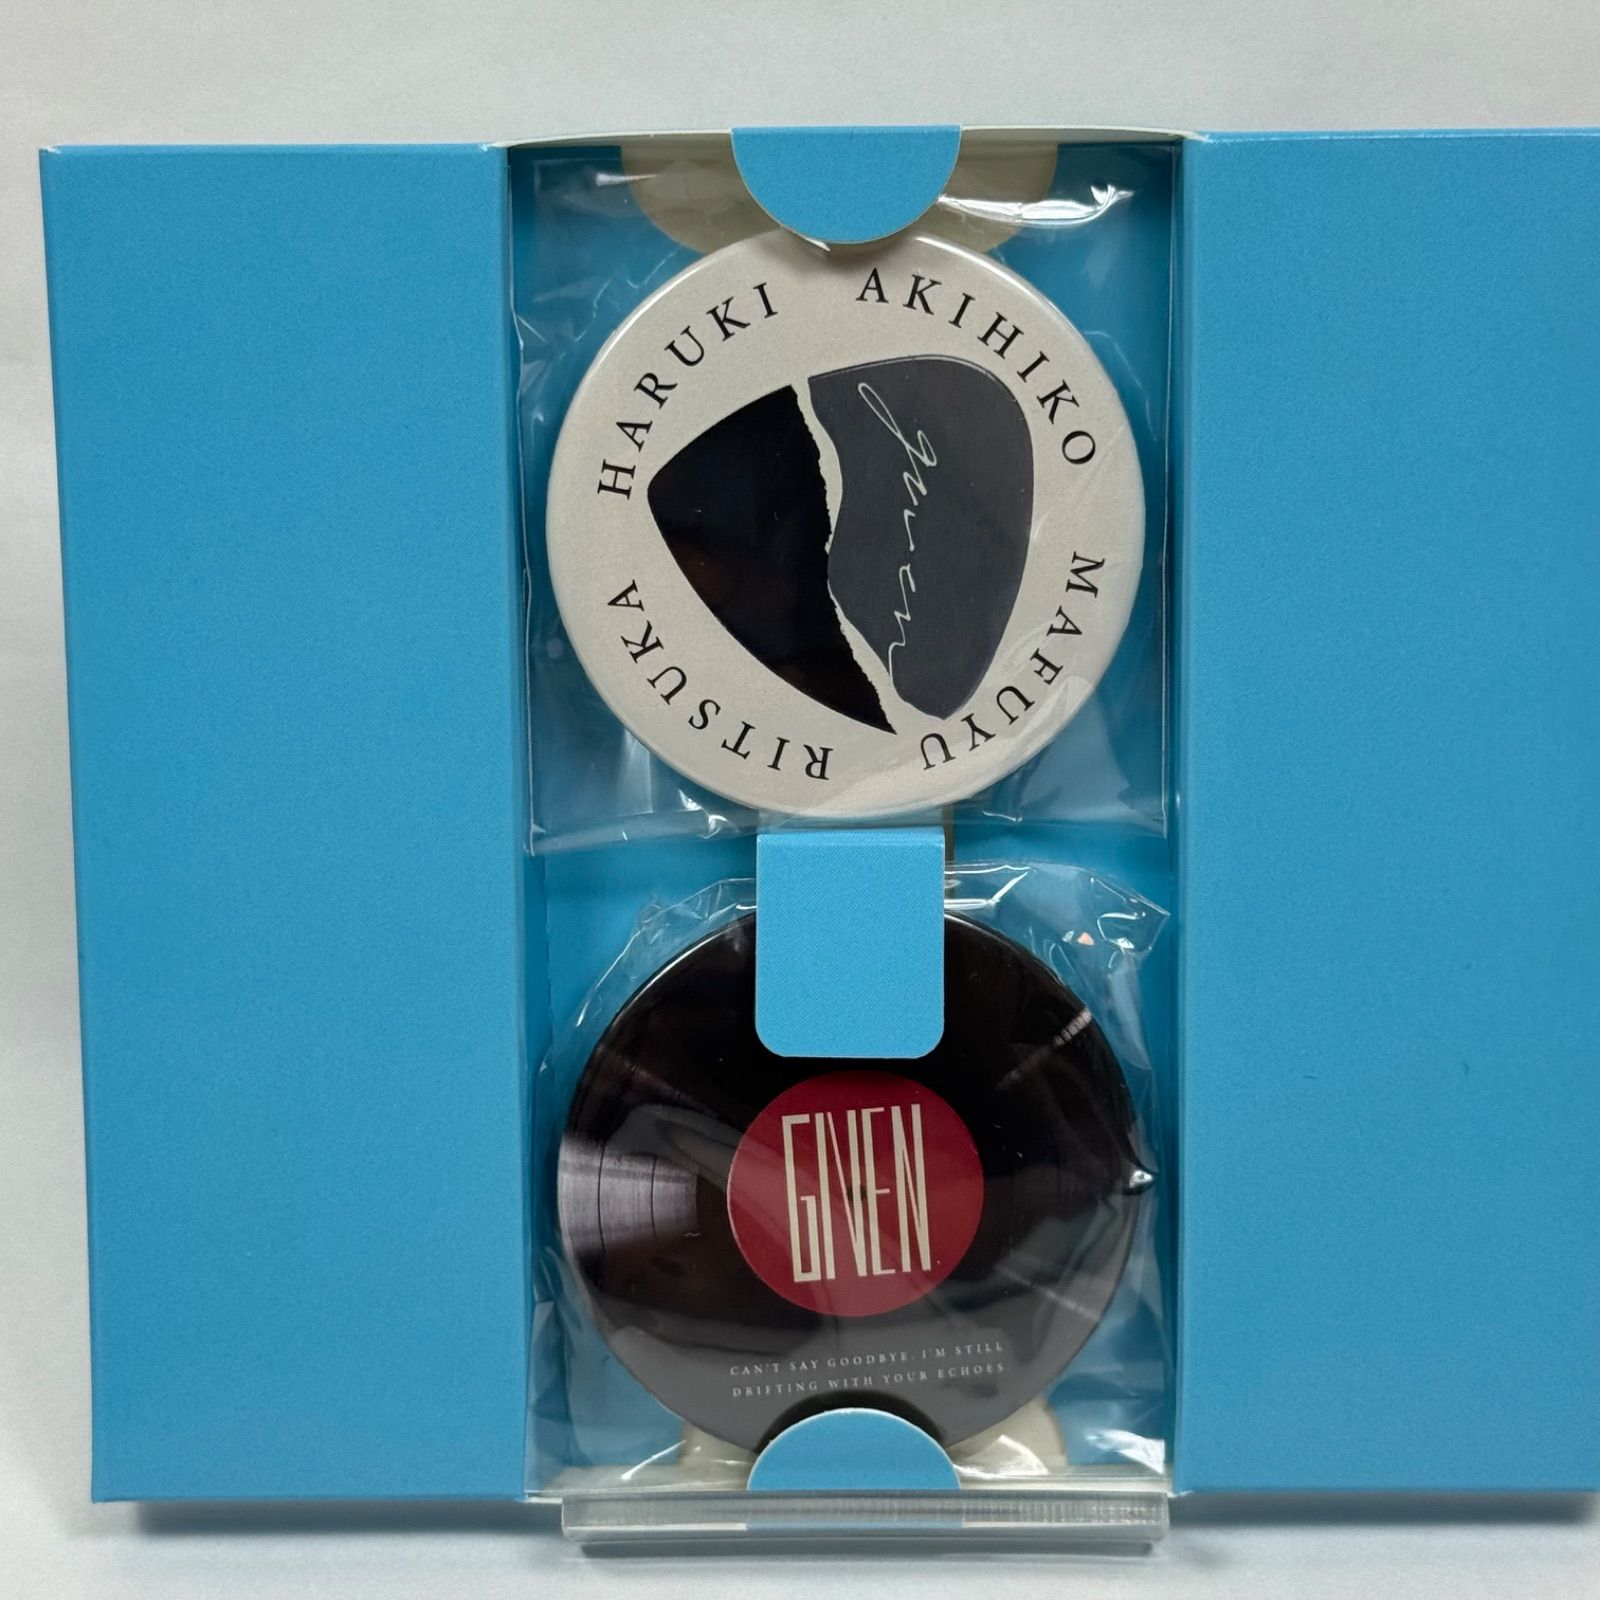 HARUKI
AKIHIKO
MAFUYU
RITSUKA
given
GIVEN
CAN'T SAY GOODBYE. I'M STILL
DRIFTING WITH YOUR ECHOES.